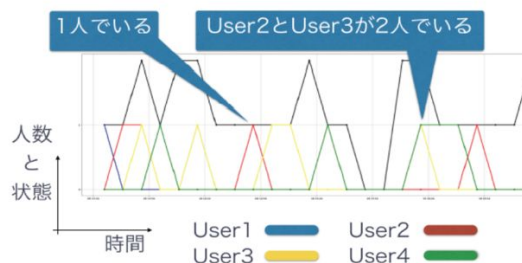 1人でいる
User2とUser3が2人でいる
人数
と
状態
時間
User1 User2
User3 User4